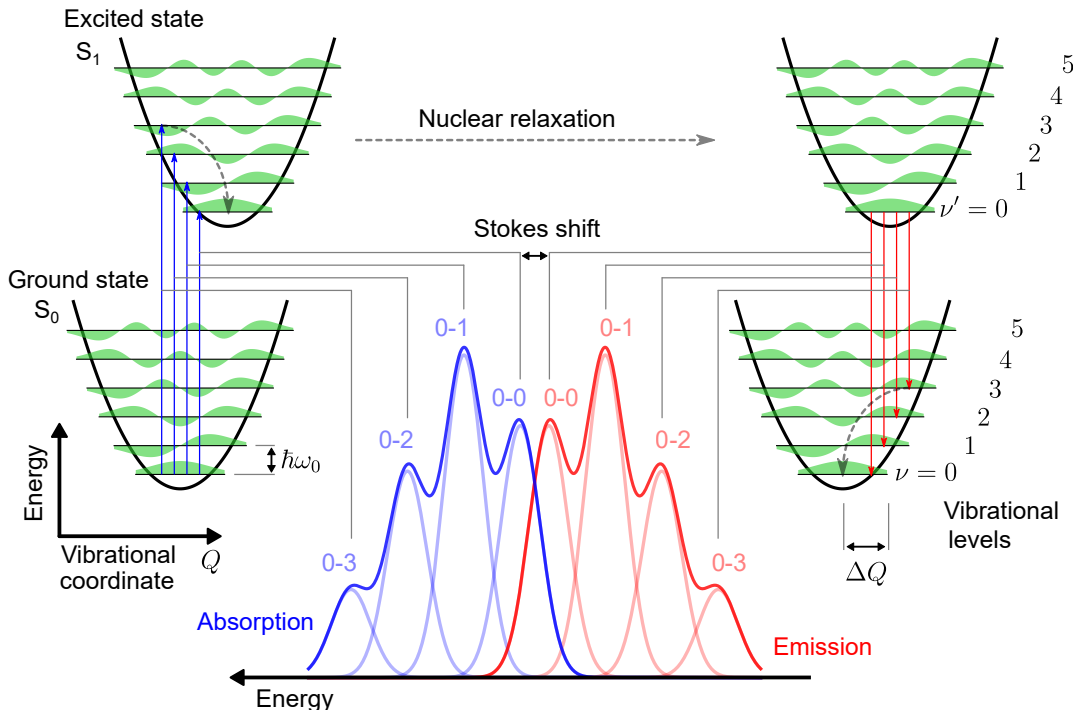 Excited state
S₁
5
4
3
2
1
ν′ = 0
Nuclear relaxation
Stokes shift
Ground state
S₀
5
4
3
2
1
ν = 0
0-1
0-1
0-0
0-0
0-2
0-2
0-3
0-3
ħω₀
Energy
Vibrational
coordinate
Q
Vibrational
levels
ΔQ
Absorption
Emission
Energy